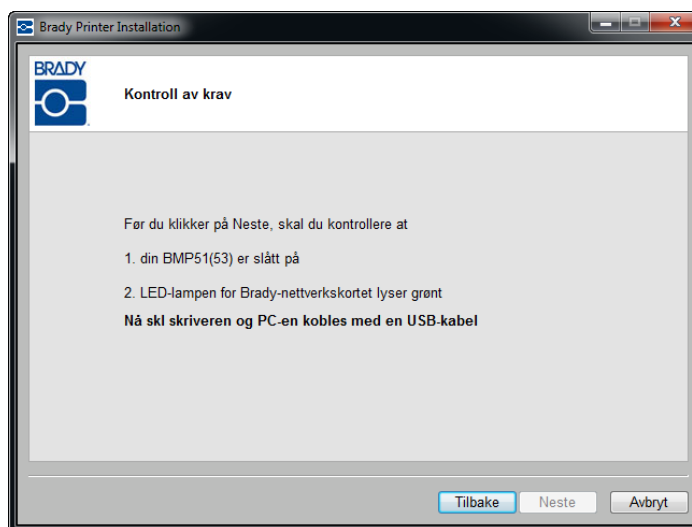 Brady Printer Installation
BRADY
Kontroll av krav
Før du klikker på Neste, skal du kontrollere at
1. din BMP51(53) er slått på
2. LED-lampen for Brady-nettverkskortet lyser grønt
Nå skl skriveren og PC-en kobles med en USB-kabel
Tilbake
Neste
Avbryt